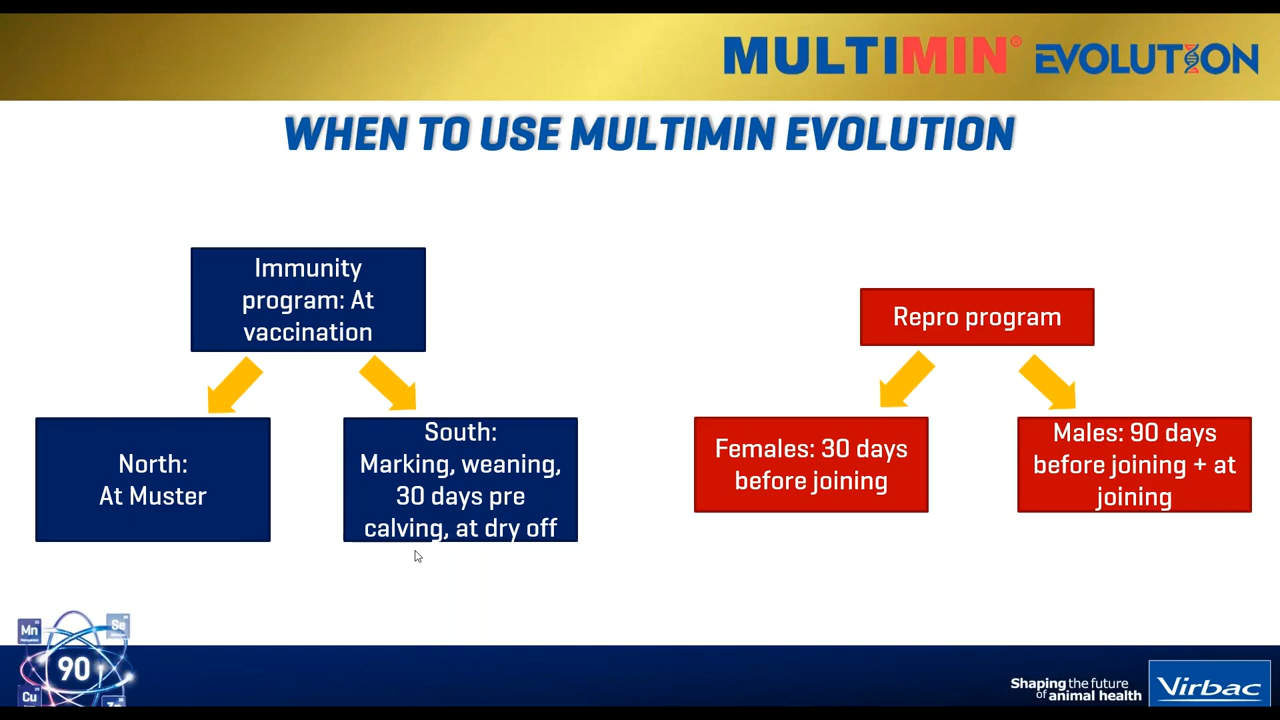 MULTIMIN® EVOLUTION
WHEN TO USE MULTIMIN EVOLUTION
Immunity
program: At
vaccination
North:
At Muster
South:
Marking, weaning,
30 days pre
calving, at dry off
Repro program
Females: 30 days
before joining
Males: 90 days
before joining + at
joining
Mn
Se
90
Cu
Shaping the future
of animal health
Virbac